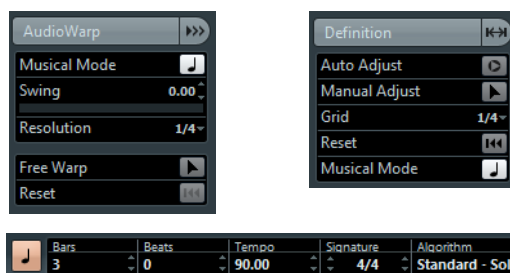 AudioWarp
Musical Mode
Swing 0.00
Resolution 1/4
Free Warp
Reset
Definition
Auto Adjust
Manual Adjust
Grid 1/4
Reset
Musical Mode
Bars Beats Tempo Signature Algorithm
3 0 90.00 4/4 Standard - Sol